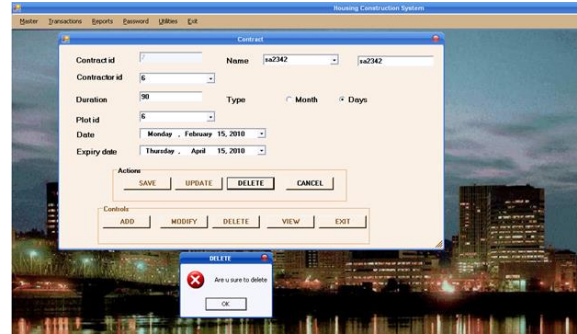 Housing Construction System
Master Transactions Reports Password Utilities Exit
Contract
Contract id 7 Name sa2342 sa2342
Contractor id 6
Duration 90 Type Month Days
Plot id 6
Date Monday , February 15, 2010
Expiry date Thursday , April 15, 2010
Actions
SAVE UPDATE DELETE CANCEL
Controls
ADD MODIFY DELETE VIEW EXIT
DELETE
Are u sure to delete
OK